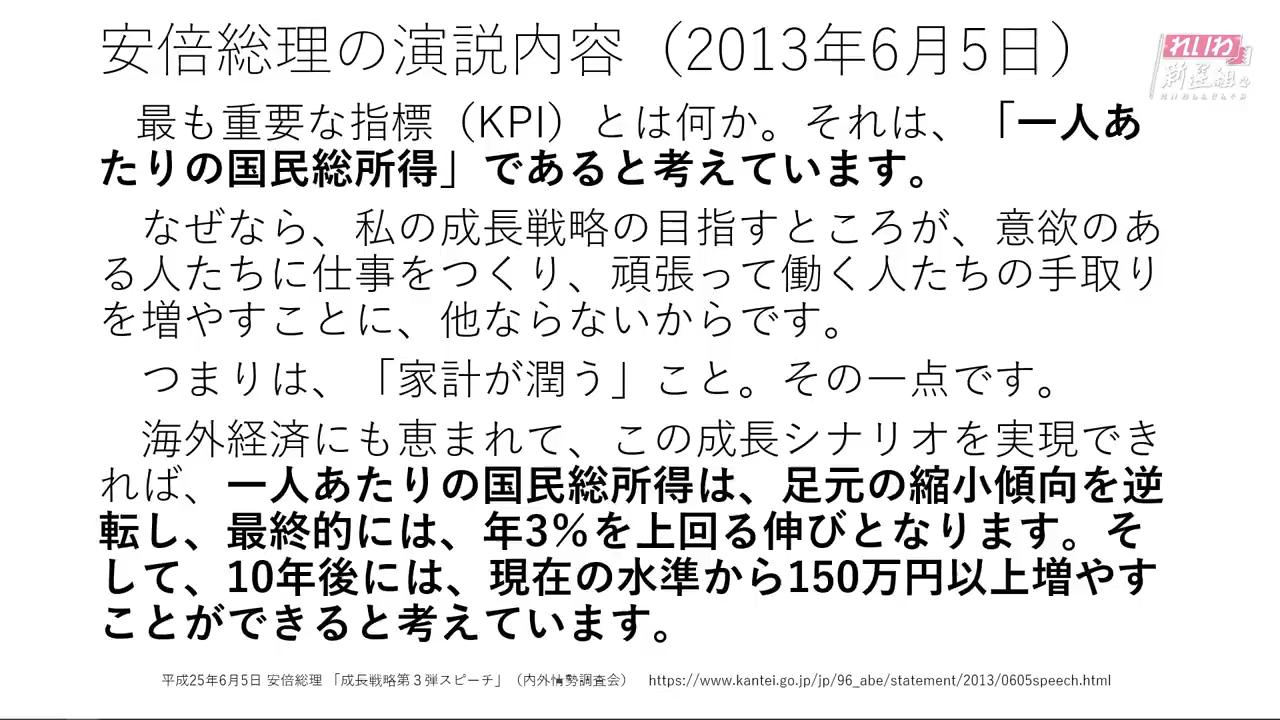 安倍総理の演説内容（2013年6月5日）
れいわ
新選組
れいわしんせんぐみ
最も重要な指標（KPI）とは何か。それは、「一人あ
たりの国民総所得」であると考えています。
なぜなら、私の成長戦略の目指すところが、意欲のあ
る人たちに仕事をつくり、頑張って働く人たちの手取り
を増やすことに、他ならないからです。
つまりは、「家計が潤う」こと。その一点です。
海外経済にも恵まれて、この成長シナリオを実現でき
れば、一人あたりの国民総所得は、足元の縮小傾向を逆
転し、最終的には、年3％を上回る伸びとなります。そ
して、10年後には、現在の水準から150万円以上増やす
ことができると考えています。
平成25年6月5日 安倍総理 「成長戦略第３弾スピーチ」（内外情勢調査会） https://www.kantei.go.jp/jp/96_abe/statement/2013/0605speech.html